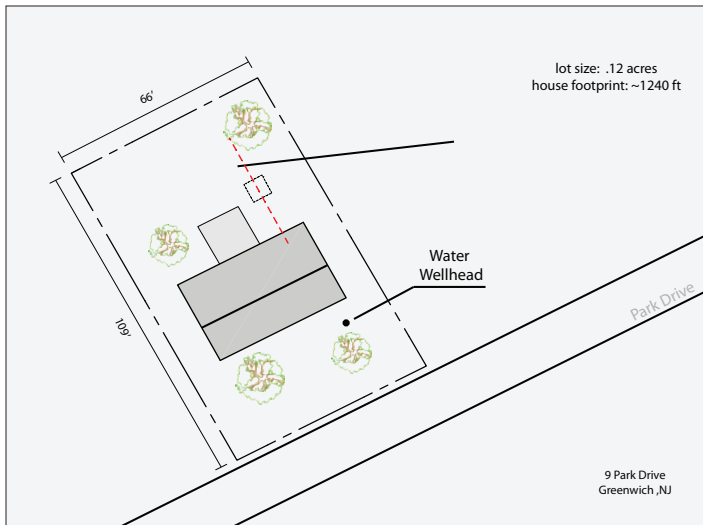 66'
lot size: .12 acres
house footprint: ~1240 ft
Water
Wellhead
Park Drive
109'
9 Park Drive
Greenwich ,NJ